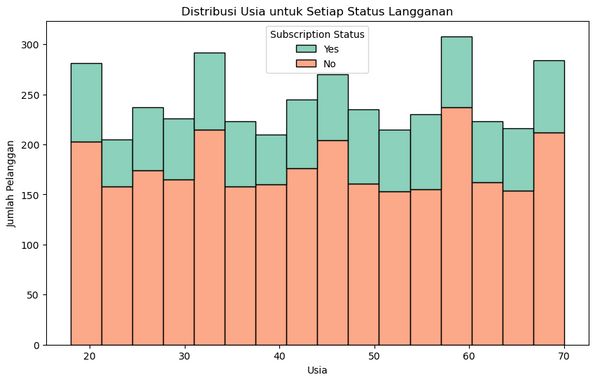 Distribusi Usia untuk Setiap Status Langganan
Subscription Status
Yes
No
Jumlah Pelanggan
300
250
200
150
100
50
0
20 30 40 50 60 70
Usia